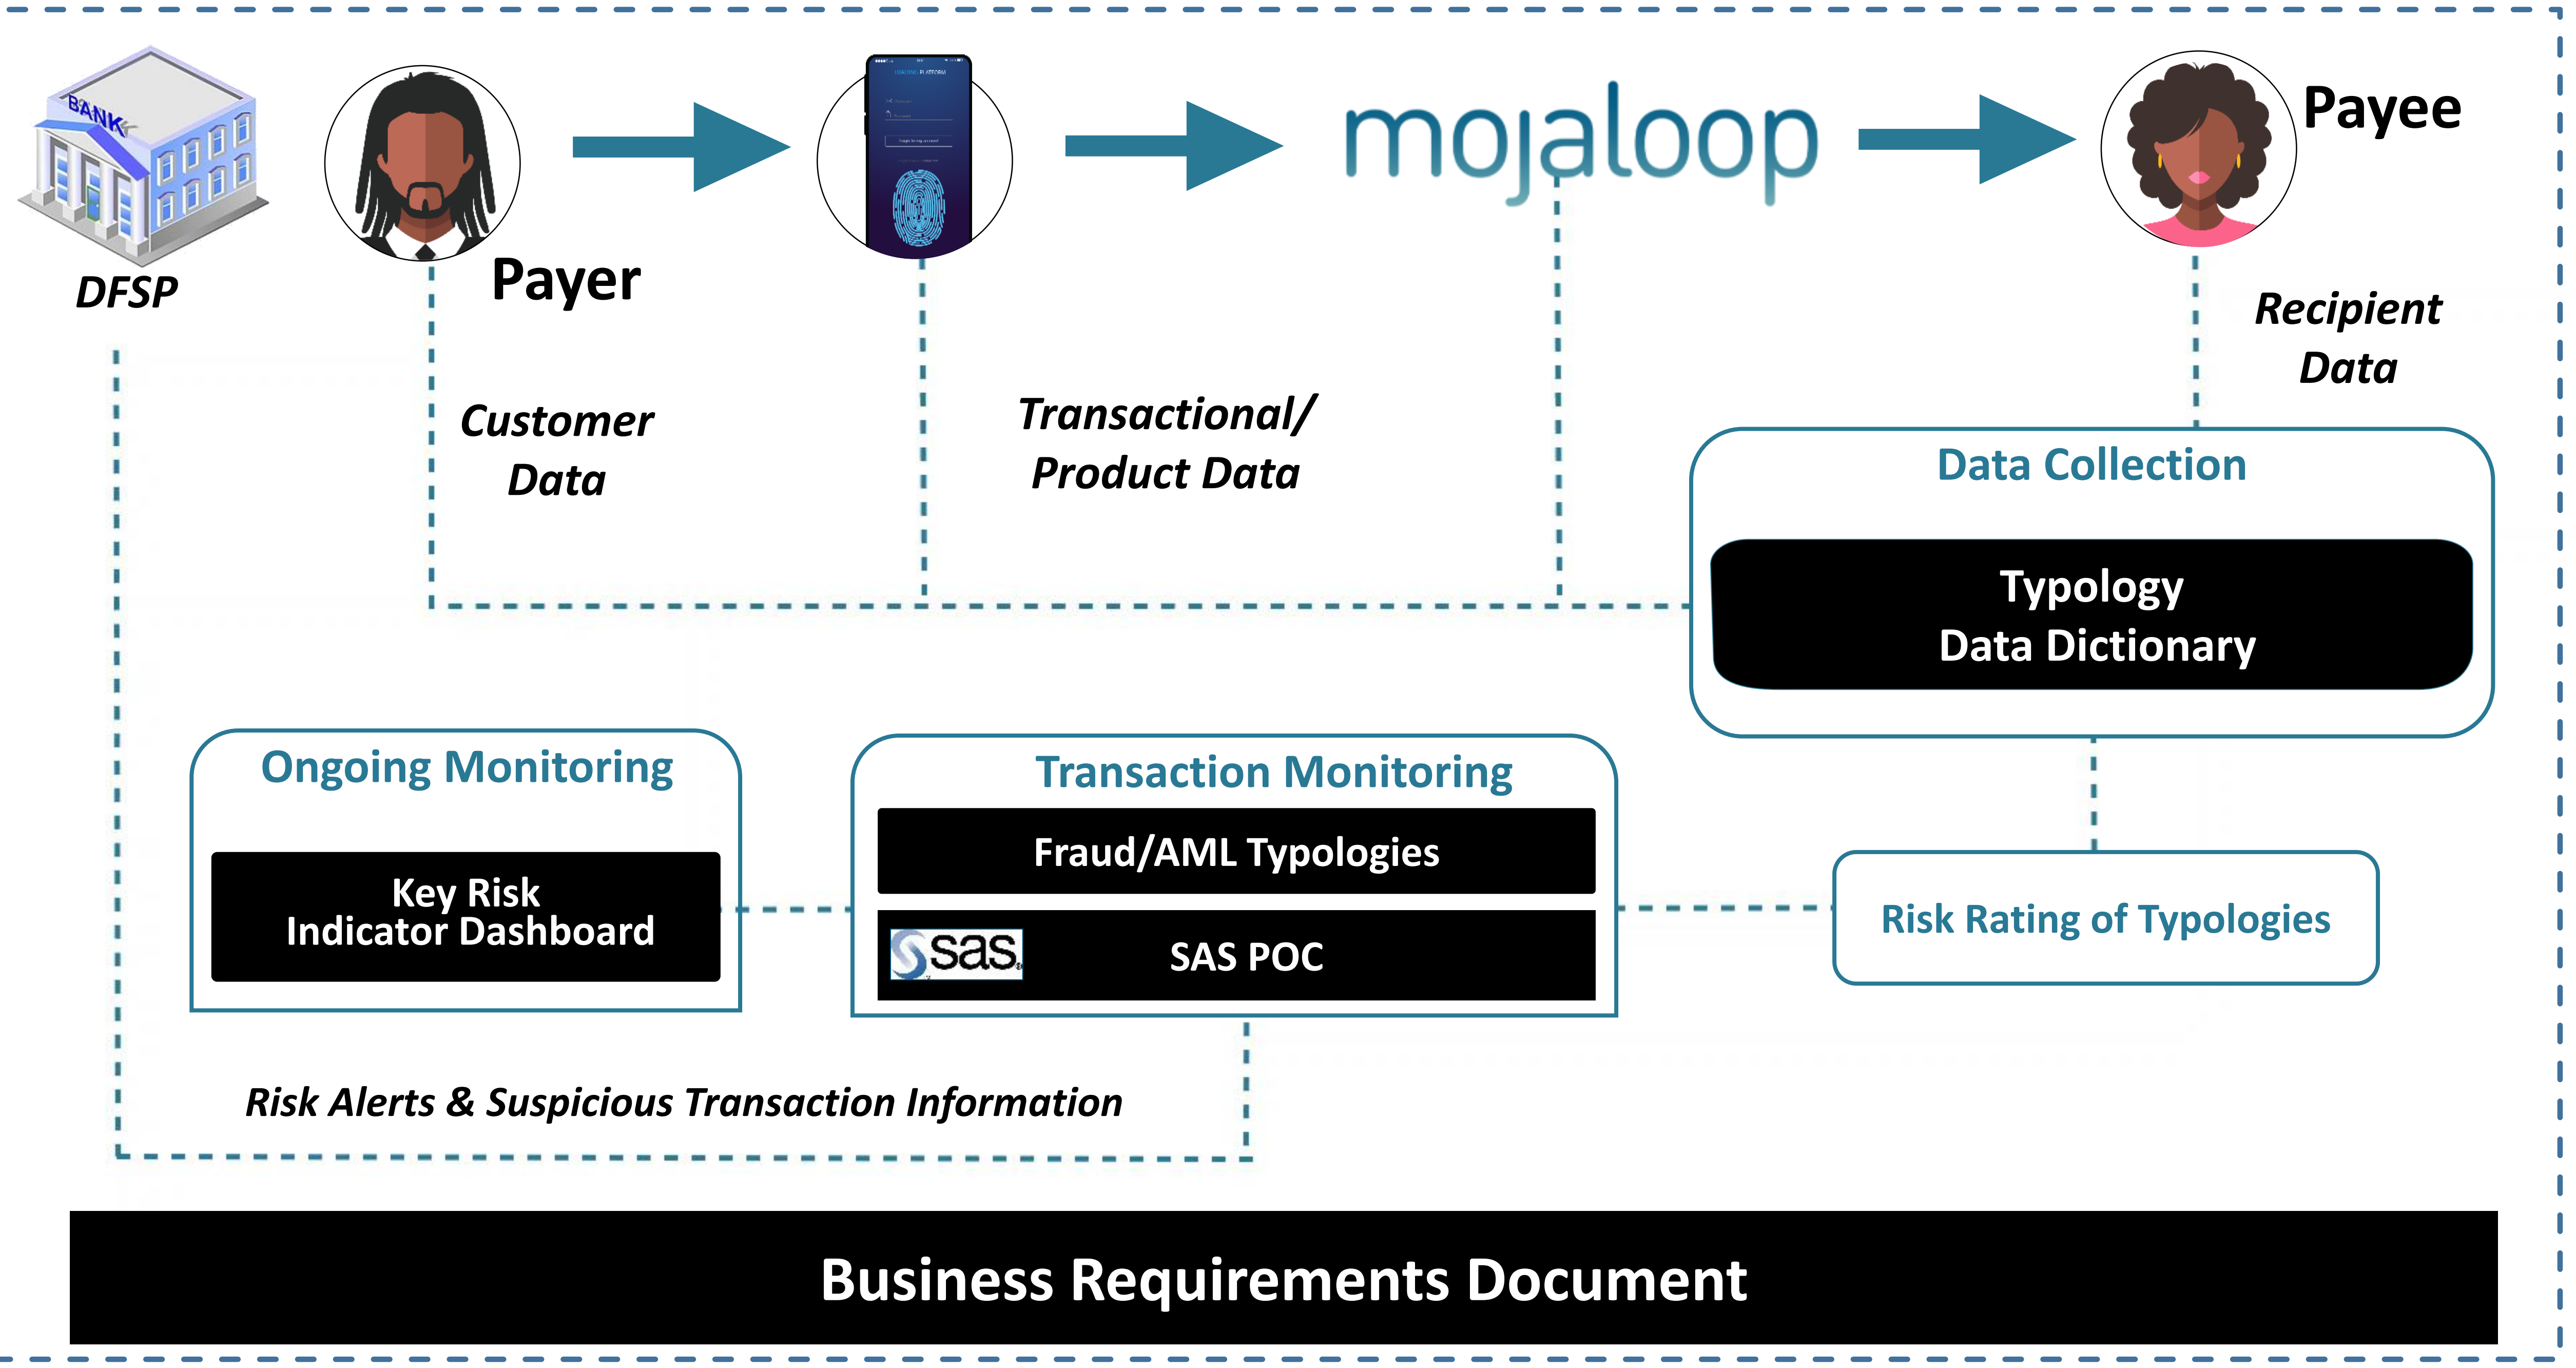 BANK
DFSP
Payer
mojaloop
Payee
Customer
Data
Transactional/
Product Data
Recipient
Data
Data Collection
Typology
Data Dictionary
Ongoing Monitoring
Key Risk
Indicator Dashboard
Transaction Monitoring
Fraud/AML Typologies
sas
SAS POC
Risk Rating of Typologies
Risk Alerts & Suspicious Transaction Information
Business Requirements Document